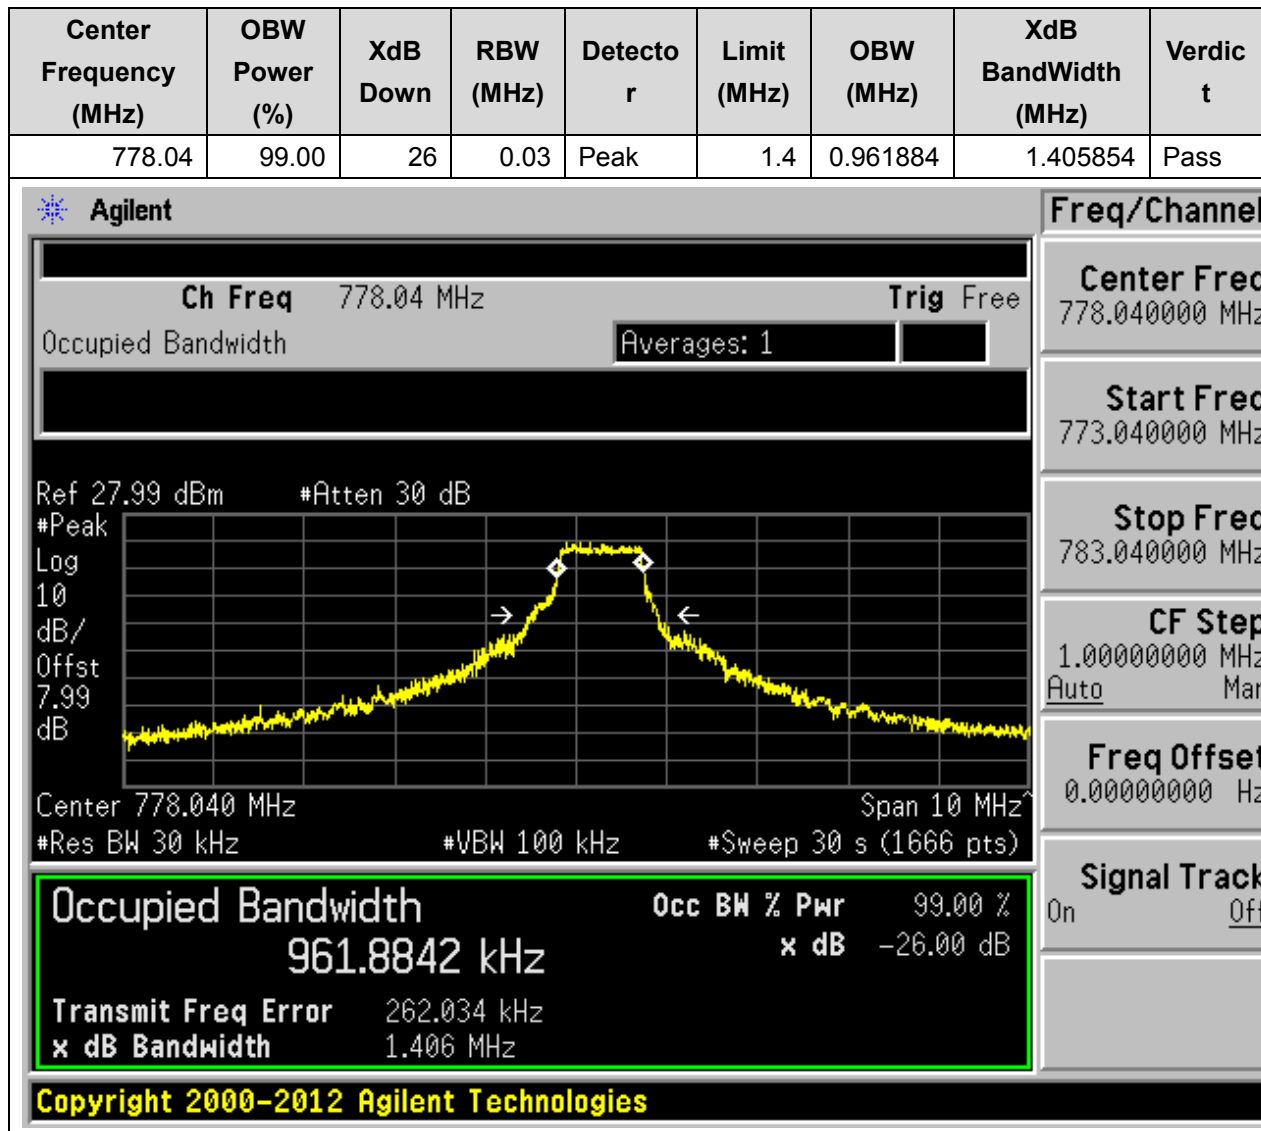 Center Frequency (MHz) OBW Power (%) XdB Down RBW (MHz) Detecto r Limit (MHz) OBW (MHz) XdB BandWidth (MHz) Verdic t
778.04 99.00 26 0.03 Peak 1.4 0.961884 1.405854 Pass
Agilent
Freq/Channel
Ch Freq 778.04 MHz Trig Free
Occupied Bandwidth Averages: 1
Center Freq
778.040000 MHz
Start Freq
773.040000 MHz
Stop Freq
783.040000 MHz
CF Step
1.00000000 MHz
Auto Man
Freq Offset
0.00000000 Hz
Signal Track
On Off
Ref 27.99 dBm #Atten 30 dB
#Peak
Log
10
dB/
Offst
7.99
dB
Center 778.040 MHz Span 10 MHz^
#Res BW 30 kHz #VBW 100 kHz #Sweep 30 s (1666 pts)
Occupied Bandwidth Occ BW % Pwr 99.00 %
961.8842 kHz x dB -26.00 dB
Transmit Freq Error 262.034 kHz
x dB Bandwidth 1.406 MHz
Copyright 2000-2012 Agilent Technologies